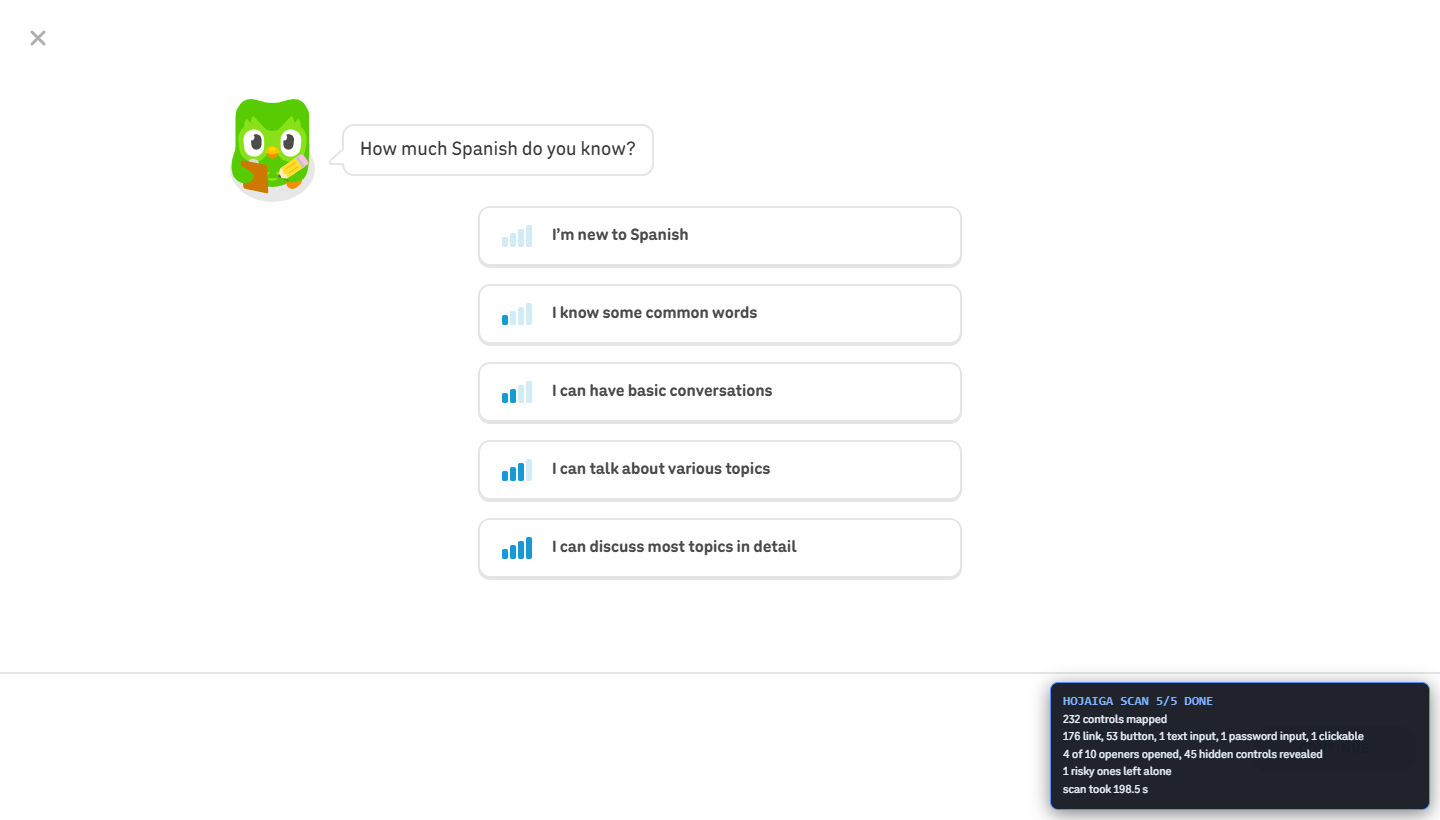 How much Spanish do you know?
I'm new to Spanish
I know some common words
I can have basic conversations
I can talk about various topics
I can discuss most topics in detail
HOJAIGA SCAN 5/5 DONE
232 controls mapped
176 link, 53 button, 1 text input, 1 password input, 1 clickable
4 of 10 openers opened, 45 hidden controls revealed
1 risky ones left alone
scan took 198.5 s